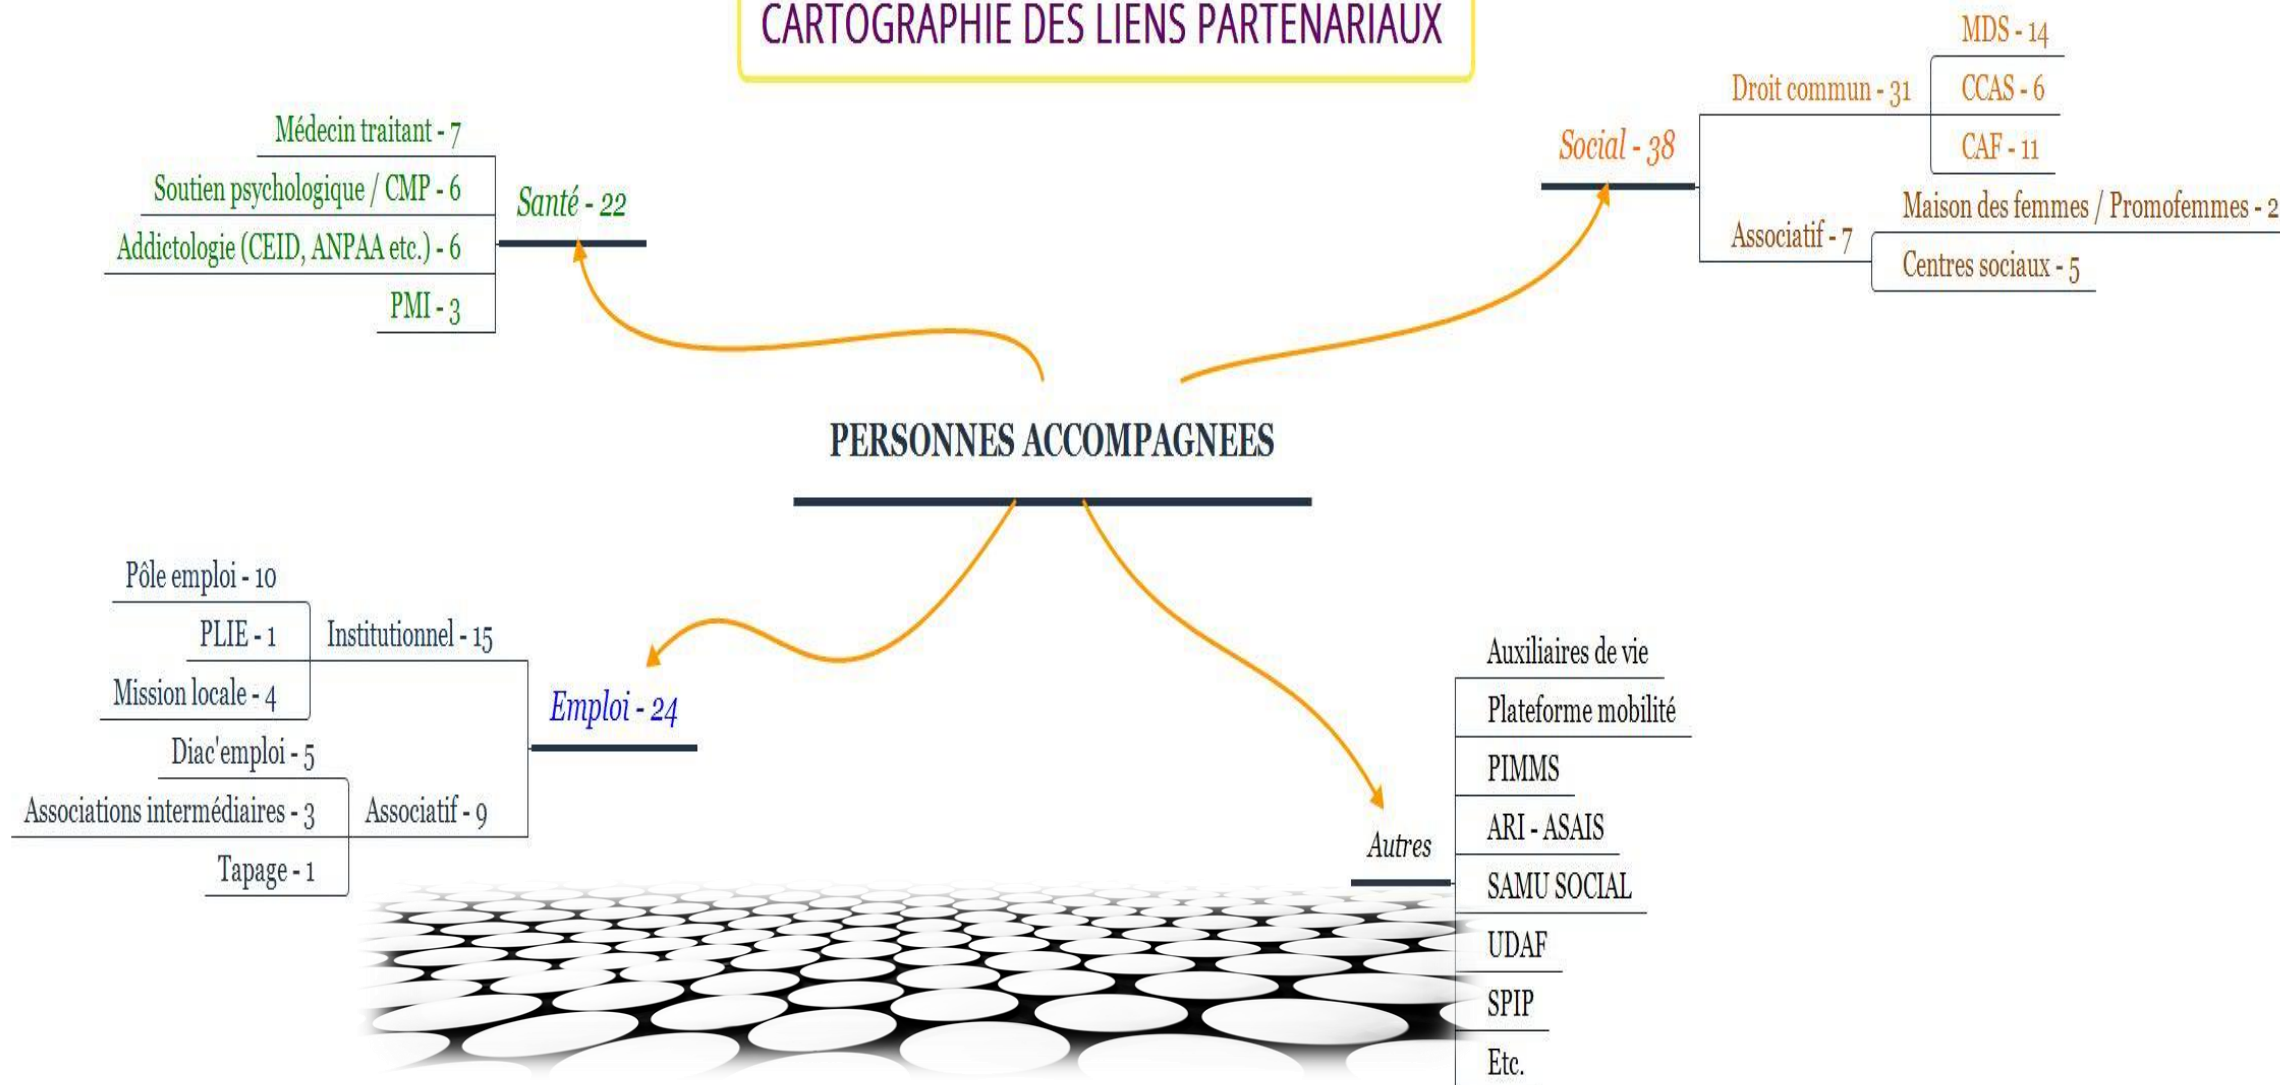 CARTOGRAPHIE DES LIENS PARTENARIAUX
Médecin traitant - 7
Soutien psychologique / CMP - 6
Addictologie (CEID, ANPAA etc.) - 6
PMI - 3
Santé - 22
Social - 38
Droit commun - 31
MDS - 14
CCAS - 6
CAF - 11
Associatif - 7
Maison des femmes / Promofemmes - 2
Centres sociaux - 5
PERSONNES ACCOMPAGNEES
Pôle emploi - 10
PLIE - 1
Mission locale - 4
Institutionnel - 15
Diac'emploi - 5
Associations intermédiaires - 3
Tapage - 1
Associatif - 9
Emploi - 24
Autres
Auxiliaires de vie
Plateforme mobilité
PIMMS
ARI - ASAIS
SAMU SOCIAL
UDAF
SPIP
Etc.